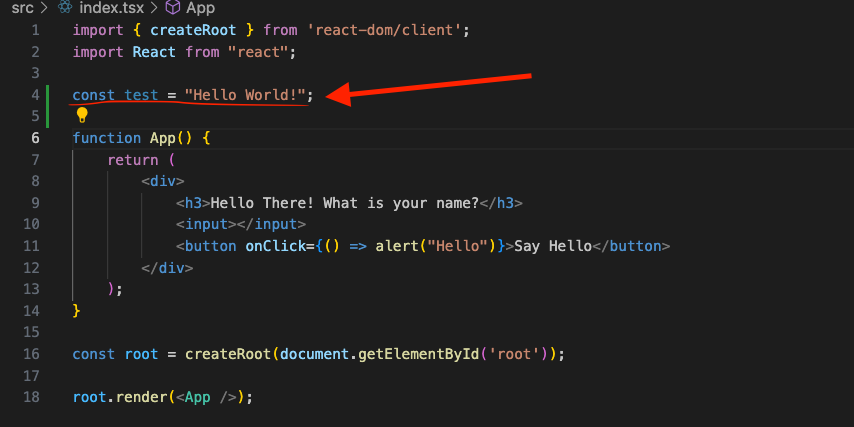 src > index.tsx > App
1 import { createRoot } from 'react-dom/client';
2 import React from "react";
3
4 const test = "Hello World!";
5
6 function App() {
7     return (
8         <div>
9             <h3>Hello There! What is your name?</h3>
10             <input></input>
11             <button onClick={() => alert("Hello")}>Say Hello</button>
12         </div>
13     );
14 }
15
16 const root = createRoot(document.getElementById('root'));
17
18 root.render(<App />);